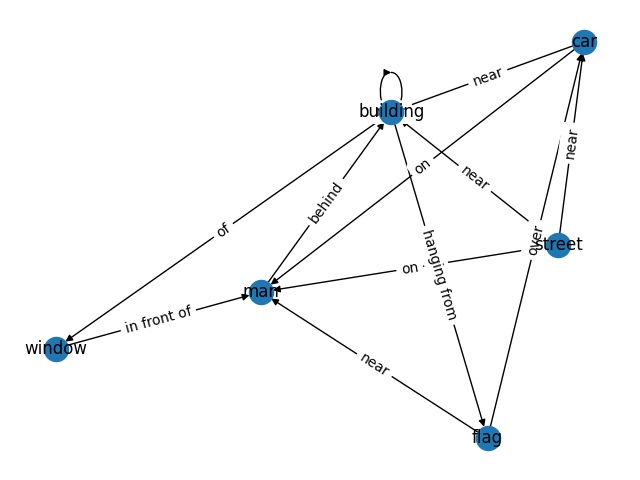 car
near
building
near
on
near
behind
of
over
street
hanging from
on
man
in front of
window
near
flag